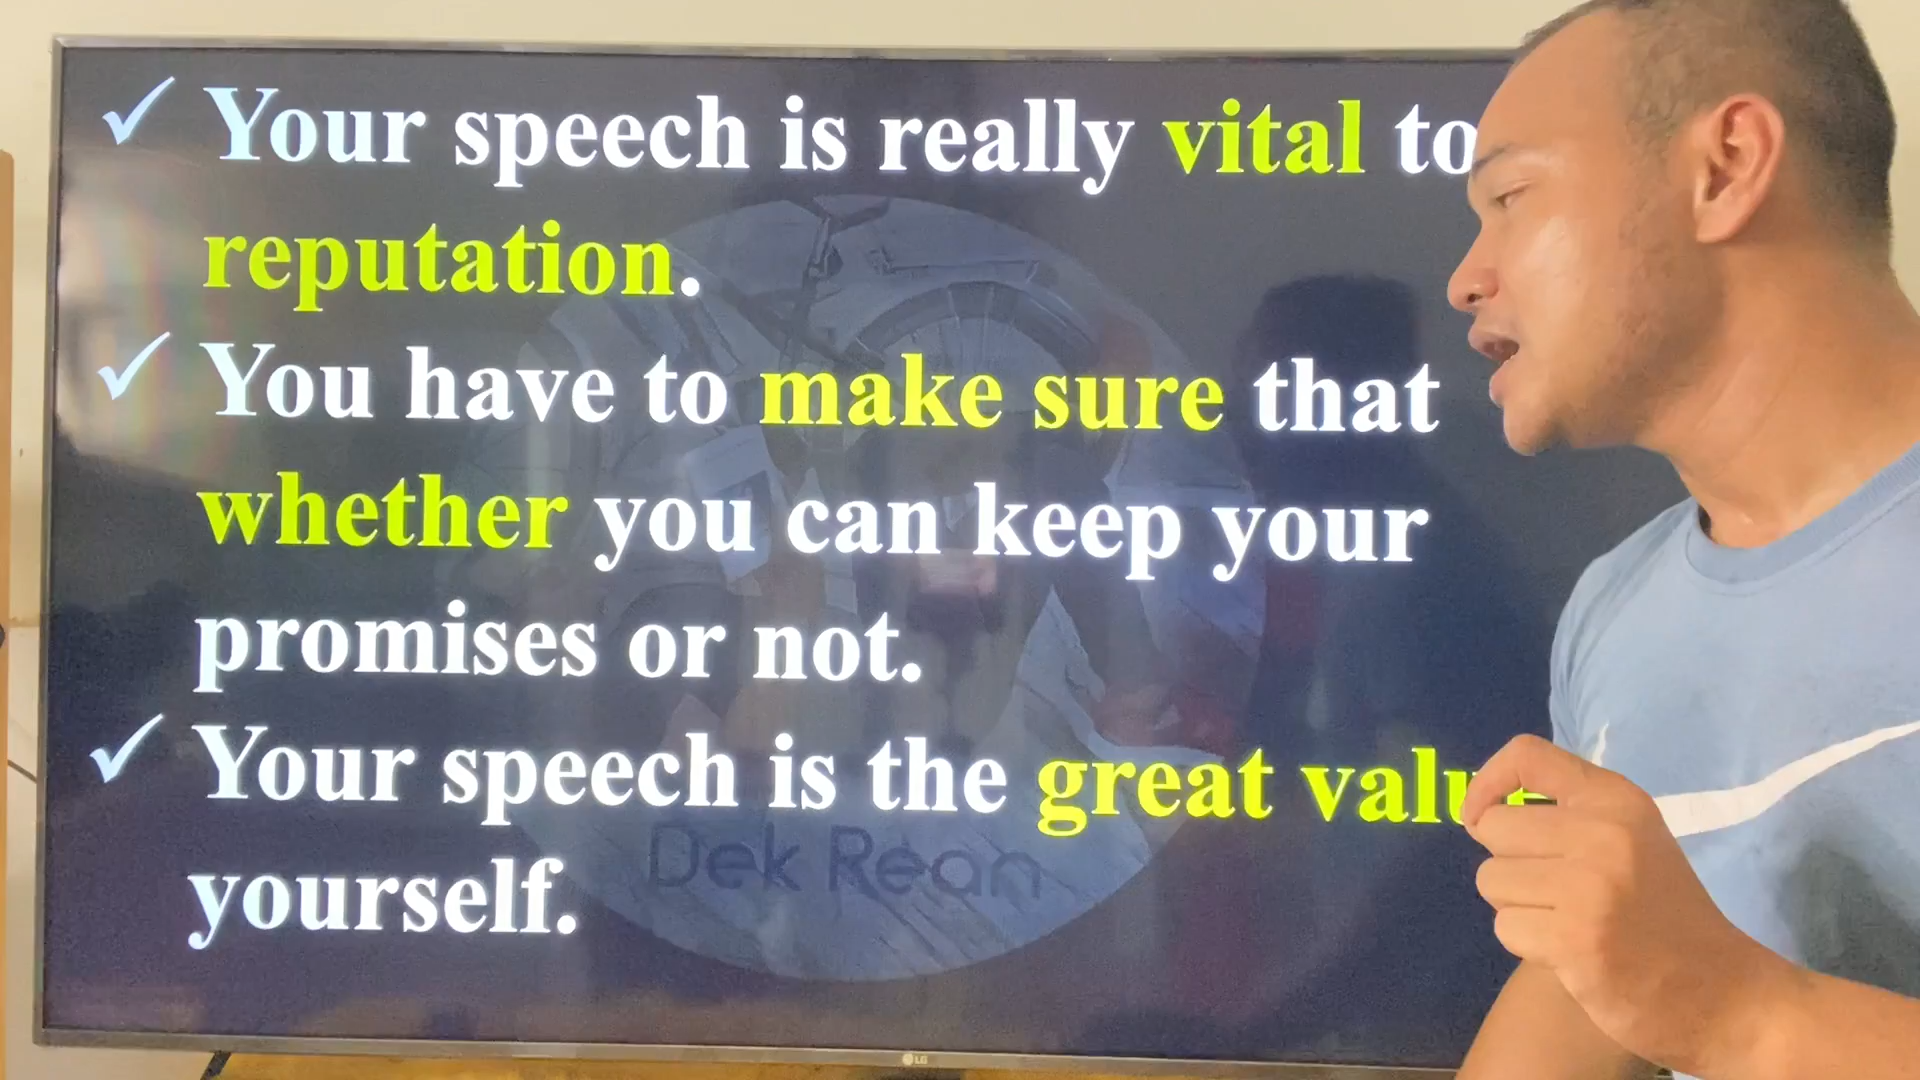 ✓ Your speech is really vital to
reputation.
✓ You have to make sure that
whether you can keep your
promises or not.
✓ Your speech is the great
yourself.
Dek Rean
LG